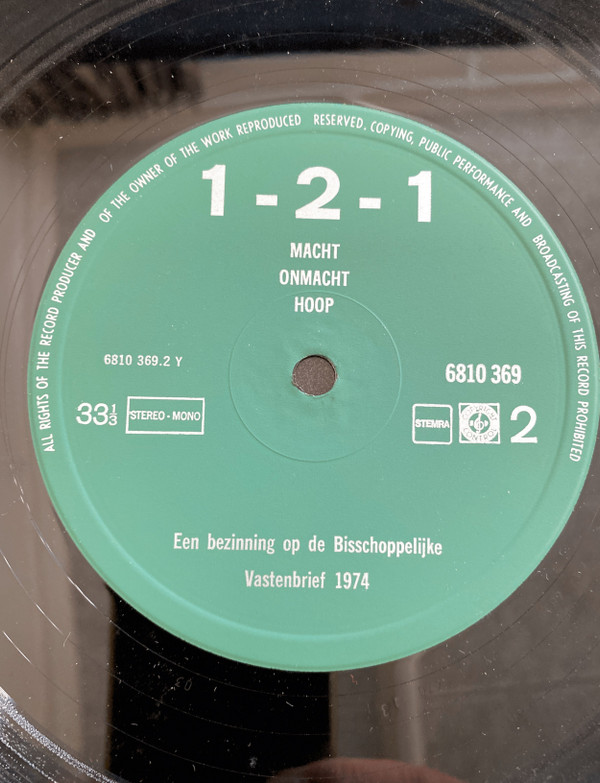 ALL RIGHTS OF THE RECORD PRODUCER AND OF THE OWNER OF THE WORK REPRODUCED RESERVED. COPYING, PUBLIC PERFORMANCE AND BROADCASTING OF THIS RECORD PROHIBITED
1 - 2 - 1
MACHT
ONMACHT
HOOP
6810 369.2 Y
6810 369
33⅓ STEREO - MONO
STEMRA
CONTROL
2
Een bezinning op de Bisschoppelijke
Vastenbrief 1974